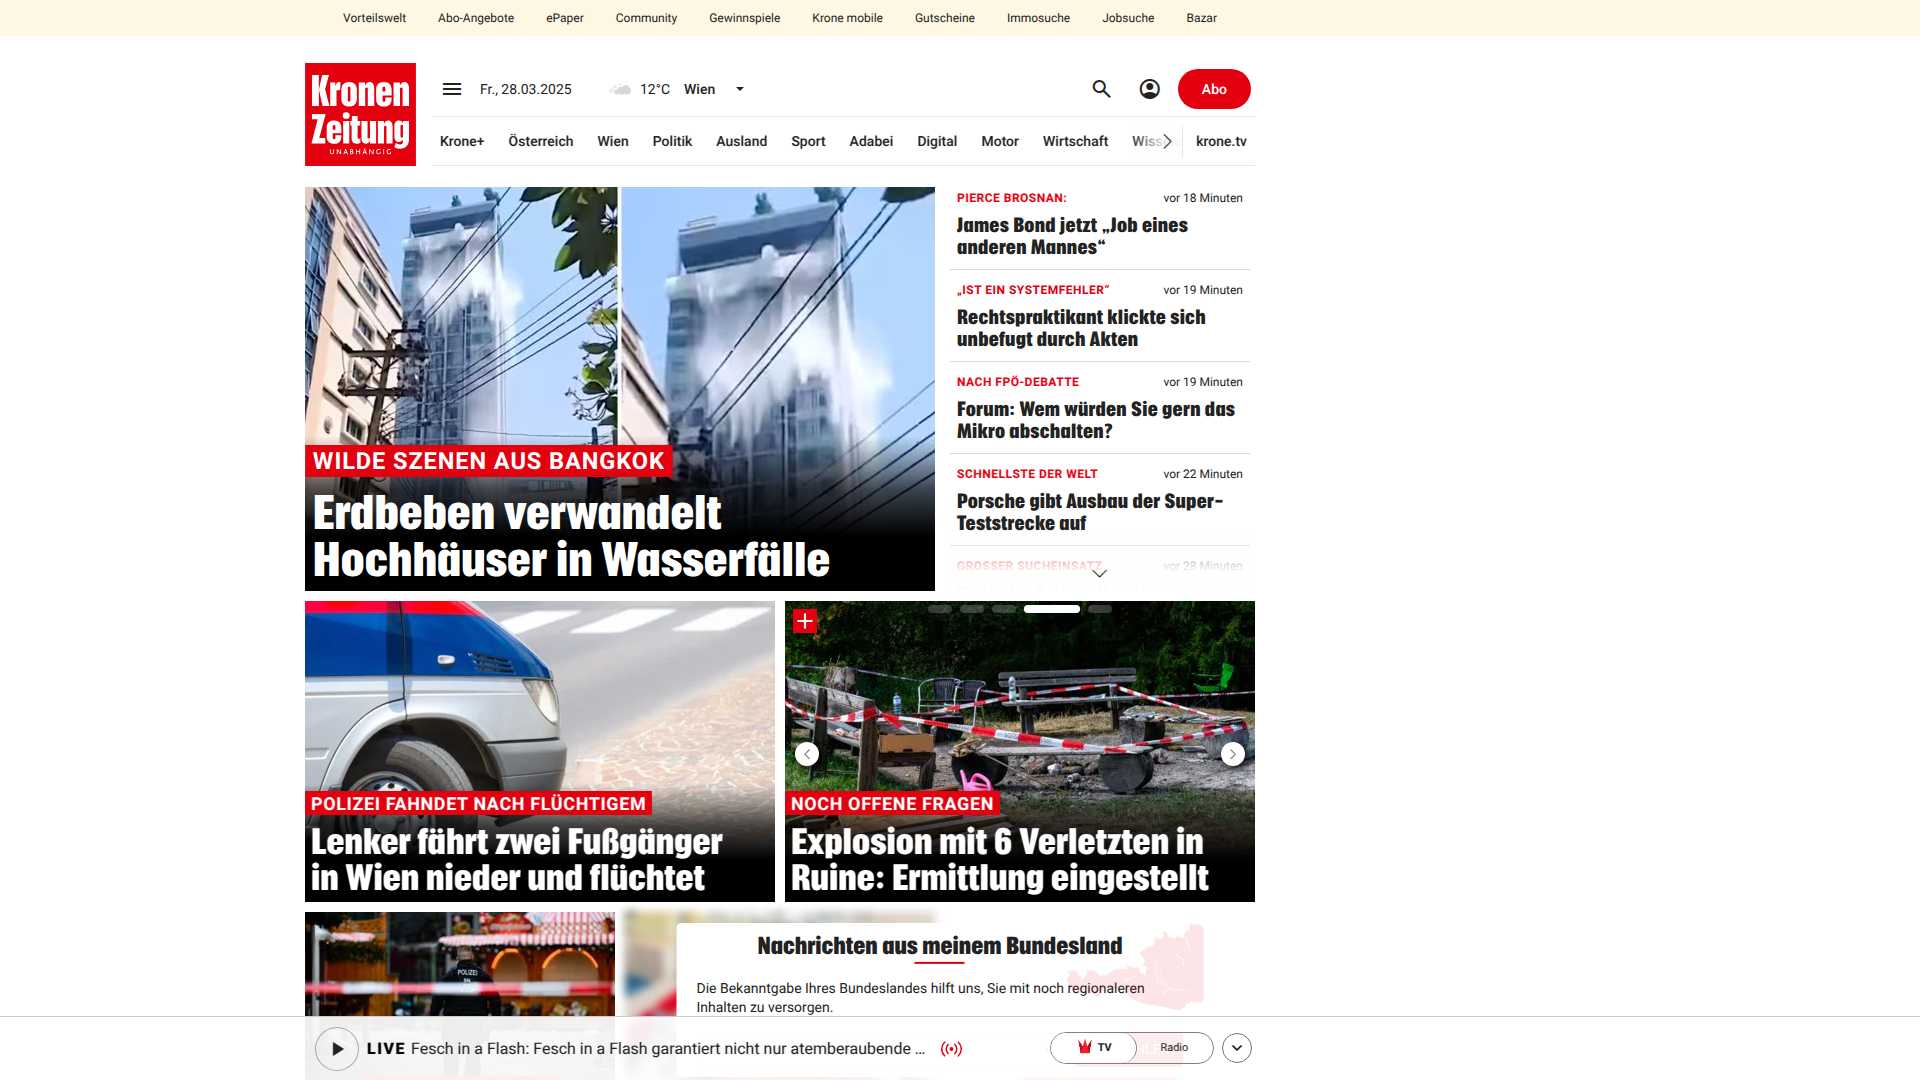 Vorteilswelt Abo-Angebote ePaper Community Gewinnspiele Krone mobile Gutscheine Immosuche Jobsuche Bazar
Kronen
Zeitung
UNABHÄNGIG
Fr., 28.03.2025 12°C Wien
Abo
Krone+ Österreich Wien Politik Ausland Sport Adabei Digital Motor Wirtschaft krone.tv
WILDE SZENEN AUS BANGKOK
Erdbeben verwandelt
Hochhäuser in Wasserfälle
PIERCE BROSNAN: vor 18 Minuten
James Bond jetzt „Job eines
anderen Mannes“
„IST EIN SYSTEMFEHLER“ vor 19 Minuten
Rechtspraktikant klickte sich
unbefugt durch Akten
NACH FPÖ-DEBATTE vor 19 Minuten
Forum: Wem würden Sie gern das
Mikro abschalten?
SCHNELLSTE DER WELT vor 22 Minuten
Porsche gibt Ausbau der Super-
Teststrecke auf
GROSSER SUCHEINSATZ vor 28 Minuten
POLIZEI FAHNDET NACH FLÜCHTIGEM
Lenker fährt zwei Fußgänger
in Wien nieder und flüchtet
NOCH OFFENE FRAGEN
Explosion mit 6 Verletzten in
Ruine: Ermittlung eingestellt
POLIZEI
Nachrichten aus meinem Bundesland
Die Bekanntgabe Ihres Bundeslandes hilft uns, Sie mit noch regionaleren
Inhalten zu versorgen.
LIVE Fesch in a Flash: Fesch in a Flash garantiert nicht nur atemberaubende ...
TV Radio